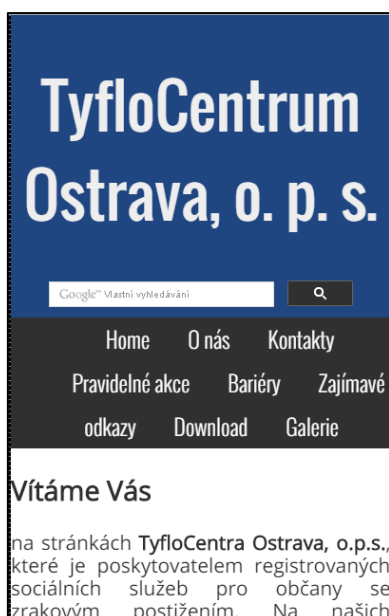 TyfloCentrum
Ostrava, o. p. s.
Google™ Vlastní vyhledávání
Home O nás Kontakty
Pravidelné akce Bariéry Zajímavé
odkazy Download Galerie
Vítáme Vás
na stránkách TyfloCentra Ostrava, o.p.s.,
které je poskytovatelem registrovaných
sociálních služeb pro občany se
zrakovým postižením. Na našich